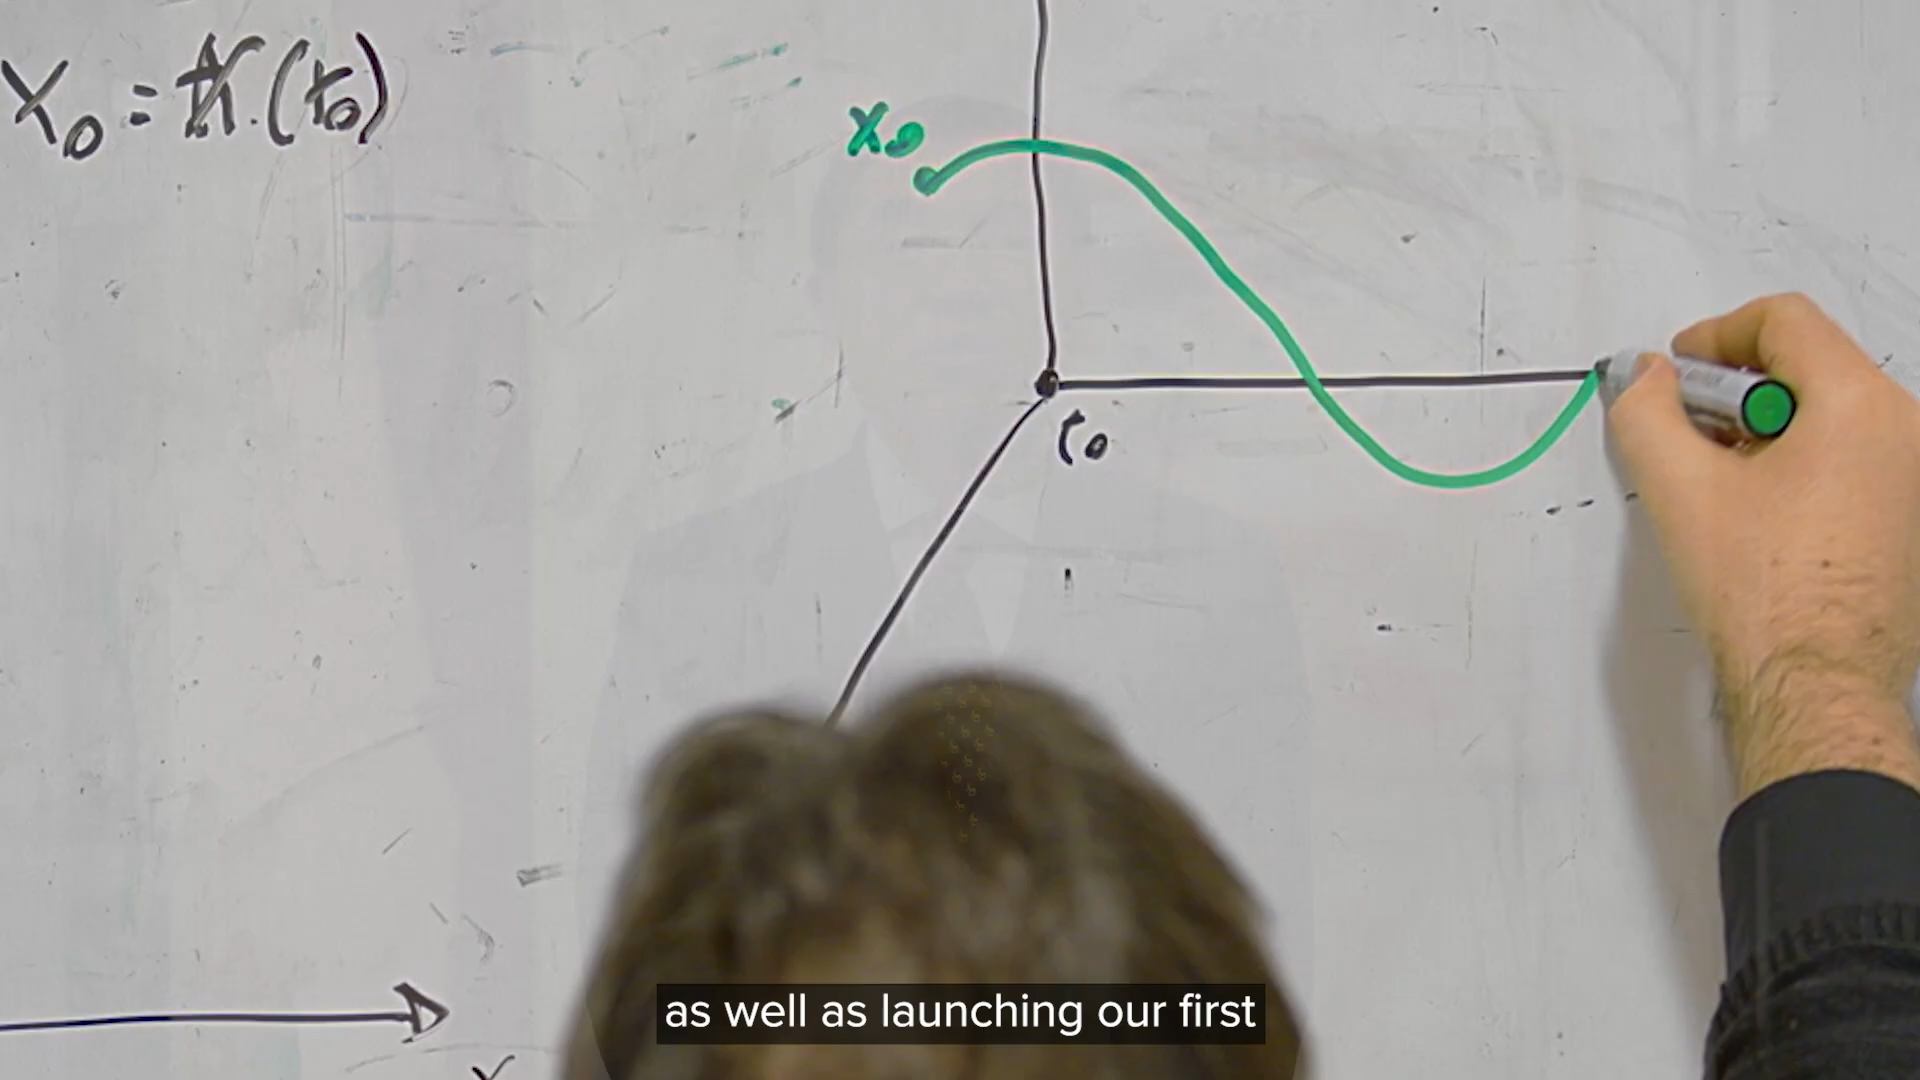 x₀ = x.(t₀)
x₀
t₀
x
as well as launching our first